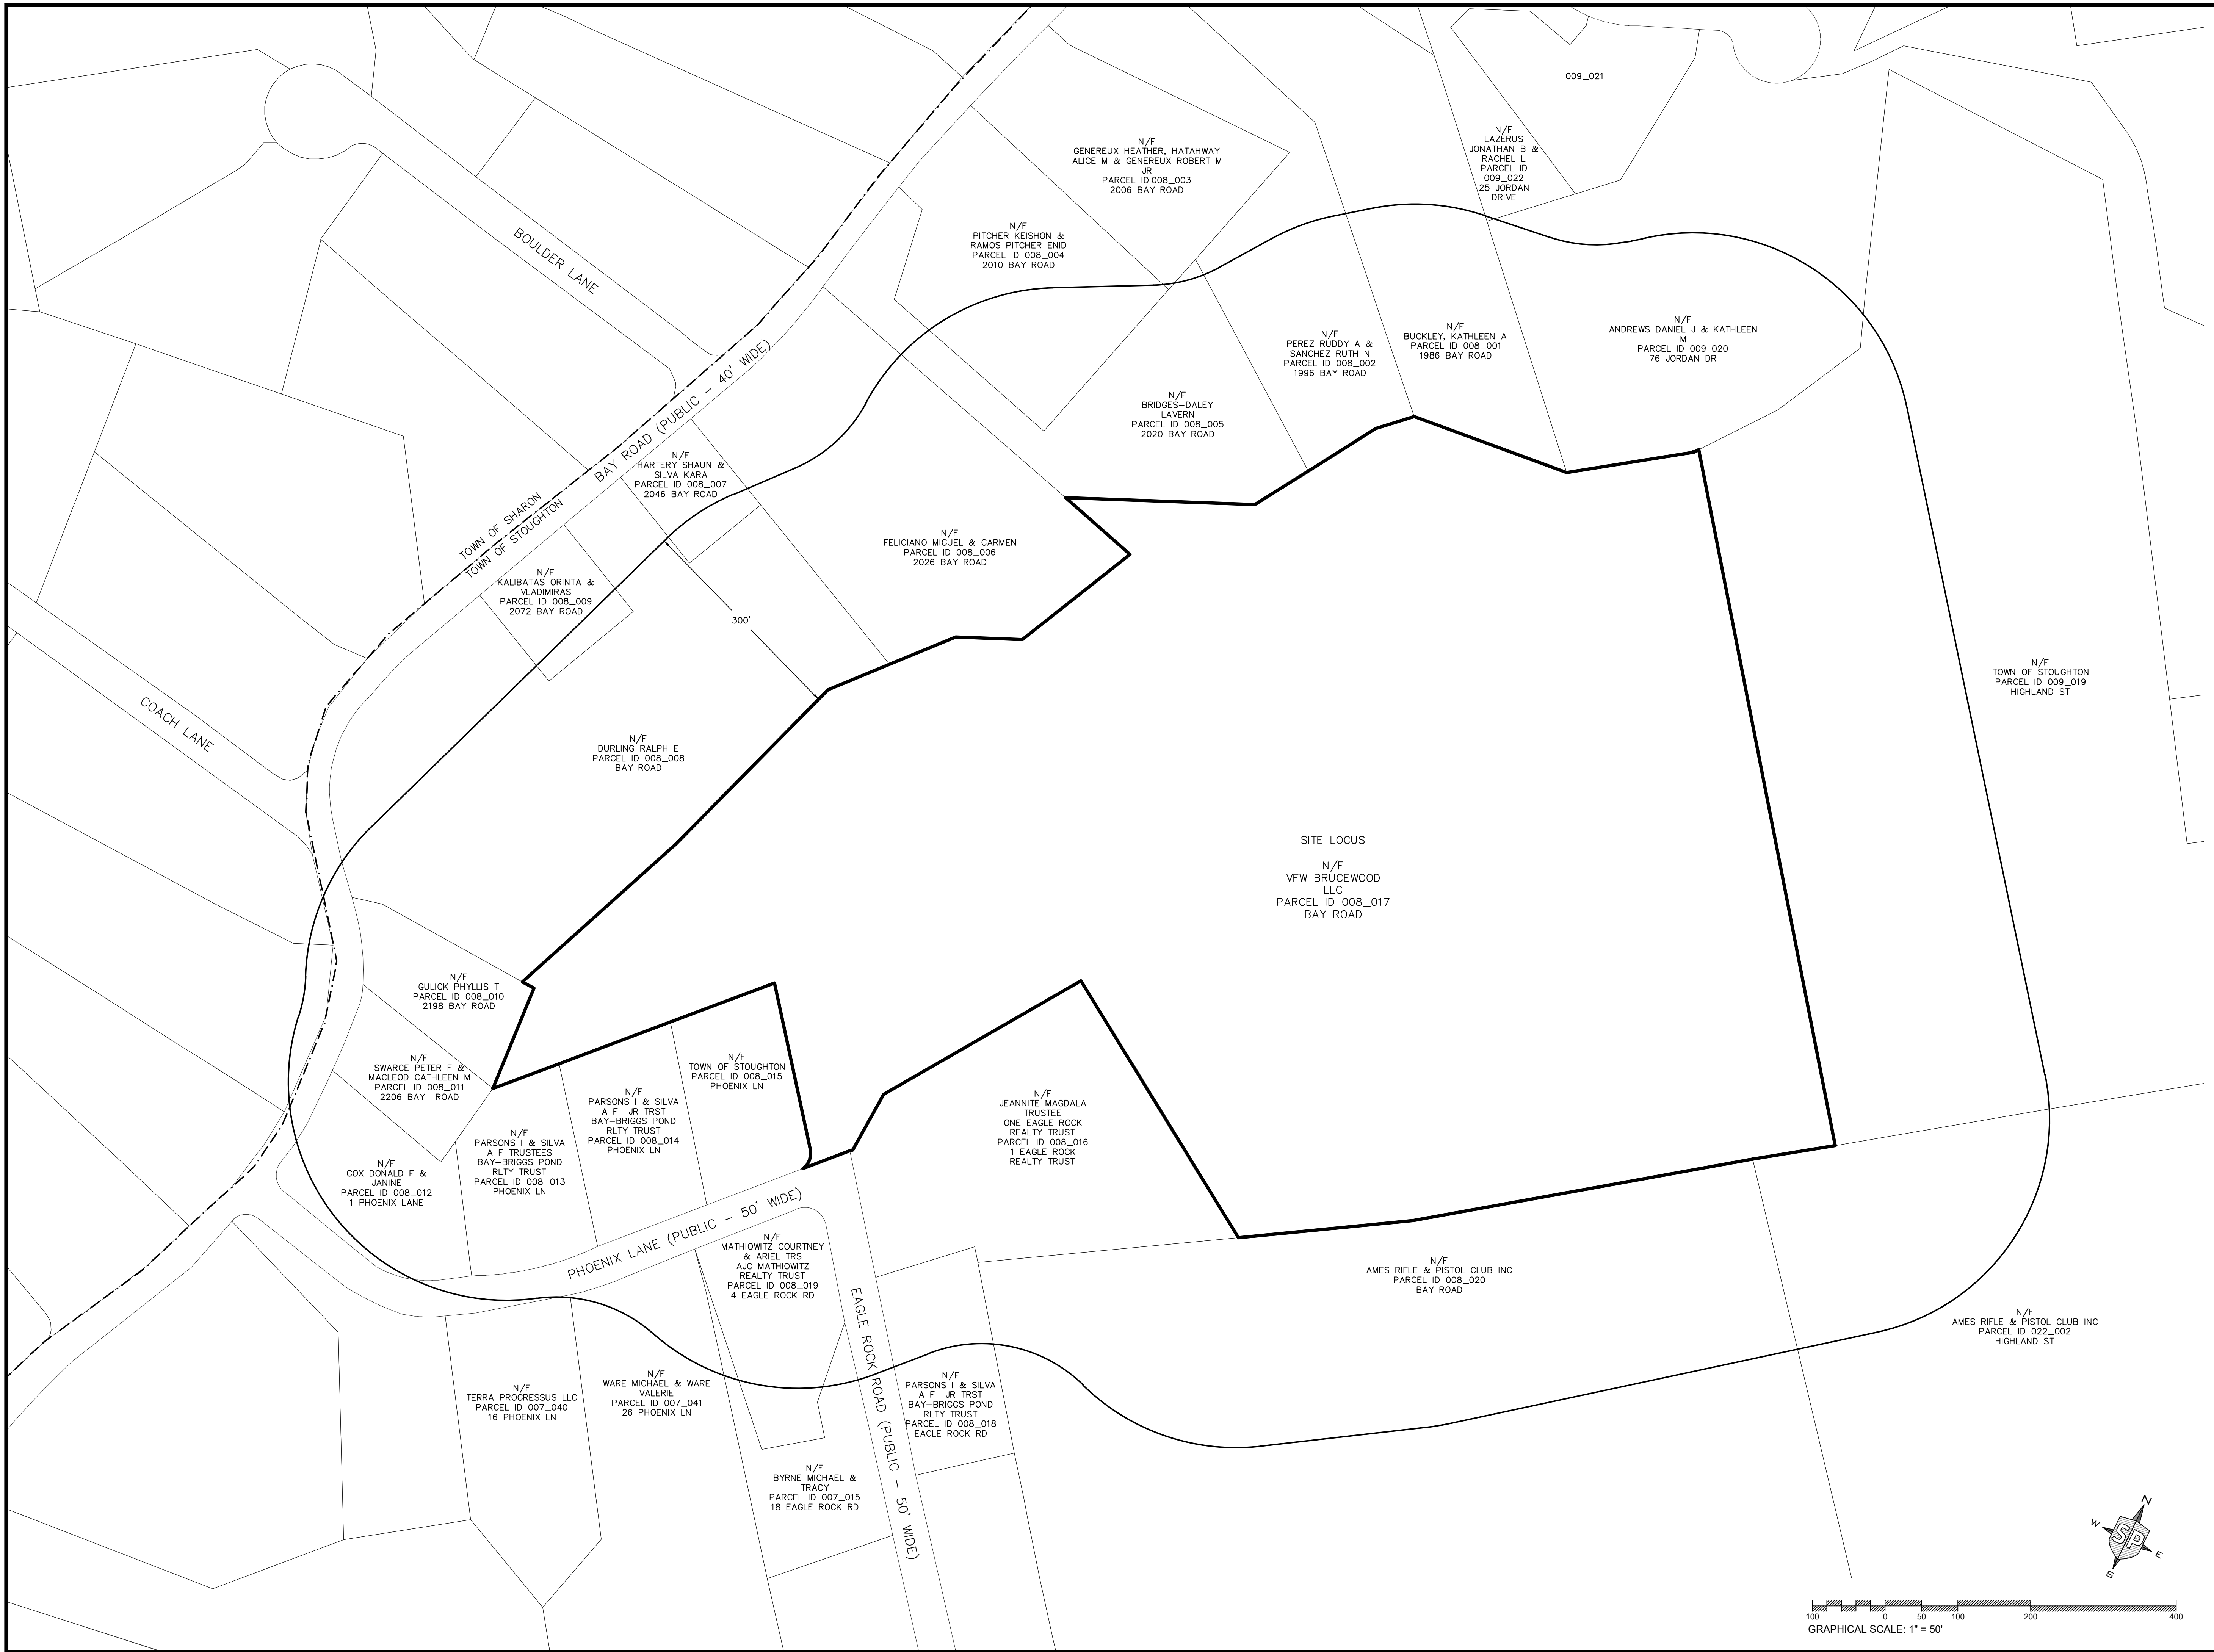 009_021
N/F
GENEREUX HEATHER, HATAHWAY
ALICE M & GENEREUX ROBERT M
JR
PARCEL ID 008_003
2006 BAY ROAD
N/F
LAZERUS
JONATHAN B &
RACHEL L
PARCEL ID
009_022
25 JORDAN
DRIVE
N/F
PITCHER KEISHON &
RAMOS PITCHER ENID
PARCEL ID 008_004
2010 BAY ROAD
BOULDER LANE
N/F
PEREZ RUDDY A &
SANCHEZ RUTH N
PARCEL ID 008_002
1996 BAY ROAD
N/F
BUCKLEY, KATHLEEN A
PARCEL ID 008_001
1986 BAY ROAD
N/F
ANDREWS DANIEL J & KATHLEEN
M
PARCEL ID 009 020
76 JORDAN DR
BAY ROAD (PUBLIC - 40' WIDE)
N/F
BRIDGES-DALEY
LAVERN
PARCEL ID 008_005
2020 BAY ROAD
N/F
HARTERY SHAUN &
SILVA KARA
PARCEL ID 008_007
2046 BAY ROAD
TOWN OF SHARON
TOWN OF STOUGHTON
N/F
FELICIANO MIGUEL & CARMEN
PARCEL ID 008_006
2026 BAY ROAD
N/F
KALIBATAS ORINTA &
VLADIMIRAS
PARCEL ID 008_009
2072 BAY ROAD
300'
N/F
TOWN OF STOUGHTON
PARCEL ID 009_019
HIGHLAND ST
COACH LANE
N/F
DURLING RALPH E
PARCEL ID 008_008
BAY ROAD
SITE LOCUS
N/F
VFW BRUCEWOOD
LLC
PARCEL ID 008_017
BAY ROAD
N/F
GULICK PHYLLIS T
PARCEL ID 008_010
2198 BAY ROAD
N/F
SWARCE PETER F &
MACLEOD CATHLEEN M
PARCEL ID 008_011
2206 BAY ROAD
N/F
TOWN OF STOUGHTON
PARCEL ID 008_015
PHOENIX LN
N/F
PARSONS I & SILVA
A F JR TRST
BAY-BRIGGS POND
RLTY TRUST
PARCEL ID 008_014
PHOENIX LN
N/F
JEANNITE MAGDALA
TRUSTEE
ONE EAGLE ROCK
REALTY TRUST
PARCEL ID 008_016
1 EAGLE ROCK
REALTY TRUST
N/F
PARSONS I & SILVA
A F TRUSTEES
BAY-BRIGGS POND
RLTY TRUST
PARCEL ID 008_013
PHOENIX LN
N/F
COX DONALD F &
JANINE
PARCEL ID 008_012
1 PHOENIX LANE
PHOENIX LANE (PUBLIC - 50' WIDE)
N/F
MATHIOWITZ COURTNEY
& ARIEL TRS
AJC MATHIOWITZ
REALTY TRUST
PARCEL ID 008_019
4 EAGLE ROCK RD
EAGLE ROCK ROAD (PUBLIC - 50' WIDE)
N/F
AMES RIFLE & PISTOL CLUB INC
PARCEL ID 008_020
BAY ROAD
N/F
AMES RIFLE & PISTOL CLUB INC
PARCEL ID 022_002
HIGHLAND ST
N/F
TERRA PROGRESSUS LLC
PARCEL ID 007_040
16 PHOENIX LN
N/F
WARE MICHAEL & WARE
VALERIE
PARCEL ID 007_041
26 PHOENIX LN
N/F
PARSONS I & SILVA
A F JR TRST
BAY-BRIGGS POND
RLTY TRUST
PARCEL ID 008_018
EAGLE ROCK RD
N/F
BYRNE MICHAEL &
TRACY
PARCEL ID 007_015
18 EAGLE ROCK RD
N
W
SP
E
S
100 0 50 100 200 400
GRAPHICAL SCALE: 1" = 50'